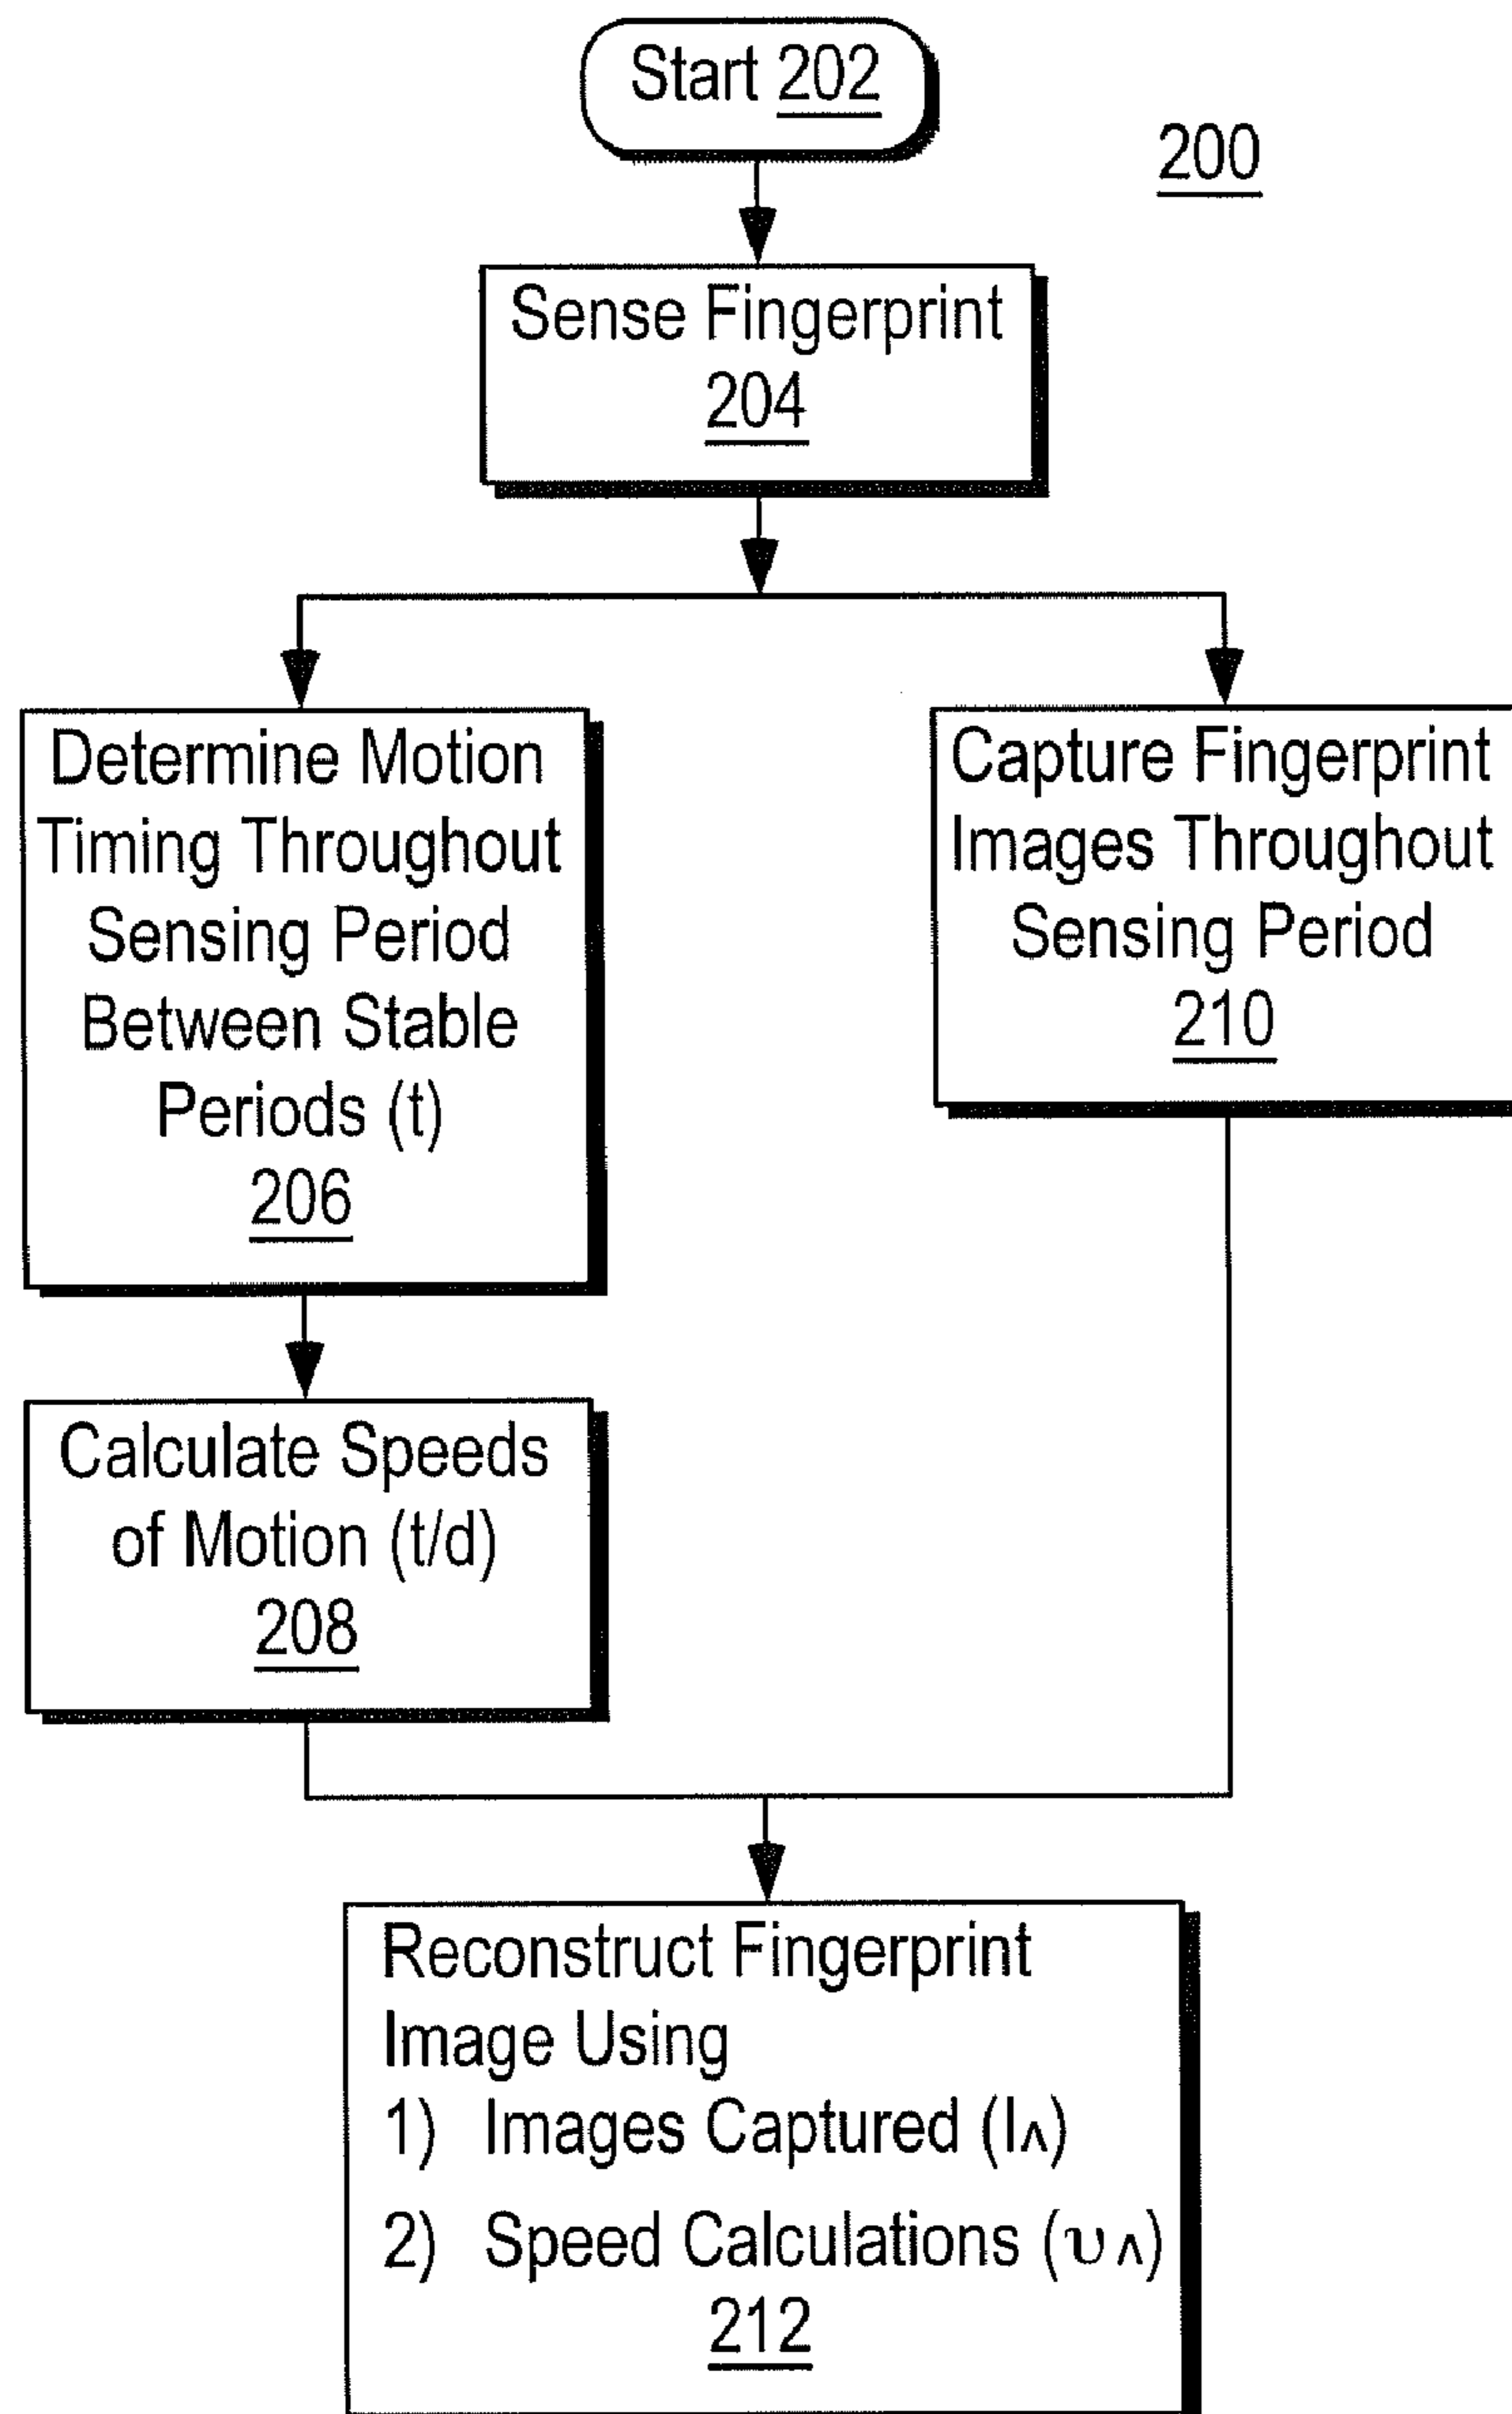 Start 202
200
Sense Fingerprint
204
Determine Motion
Timing Throughout
Sensing Period
Between Stable
Periods (t)
206
Capture Fingerprint
Images Throughout
Sensing Period
210
Calculate Speeds
of Motion (t/d)
208
Reconstruct Fingerprint
Image Using
1) Images Captured (I∧)
2) Speed Calculations (υ∧)
212